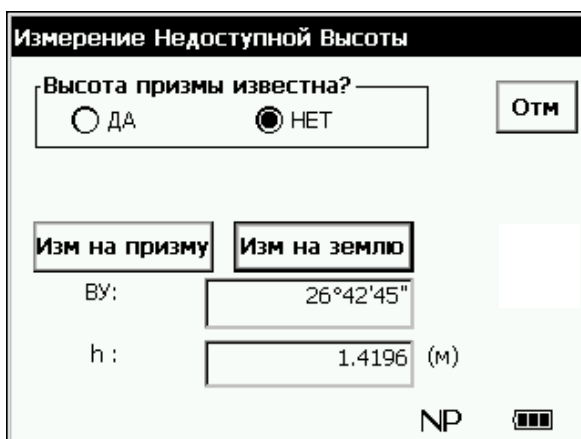 Измерение Недоступной Высоты
Высота призмы известна?
ДА НЕТ
Отм
Изм на призму Изм на землю
ВУ: 26°42'45"
h : 1.4196 (м)
NP